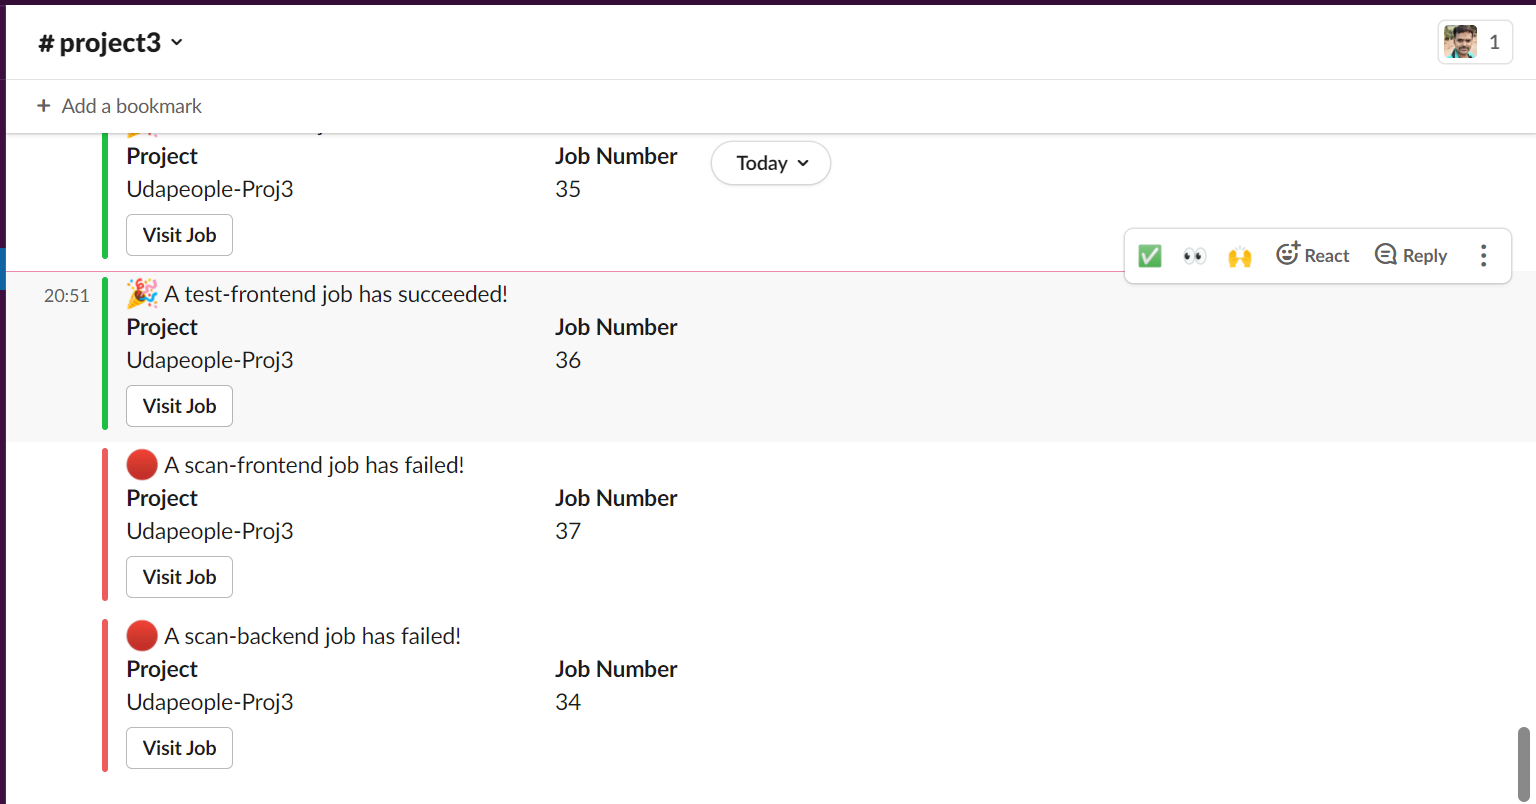 # project3
1
+ Add a bookmark
Project Job Number
Today
Udapeople-Proj3 35
Visit Job
React Reply
20:51 A test-frontend job has succeeded!
Project Job Number
Udapeople-Proj3 36
Visit Job
A scan-frontend job has failed!
Project Job Number
Udapeople-Proj3 37
Visit Job
A scan-backend job has failed!
Project Job Number
Udapeople-Proj3 34
Visit Job